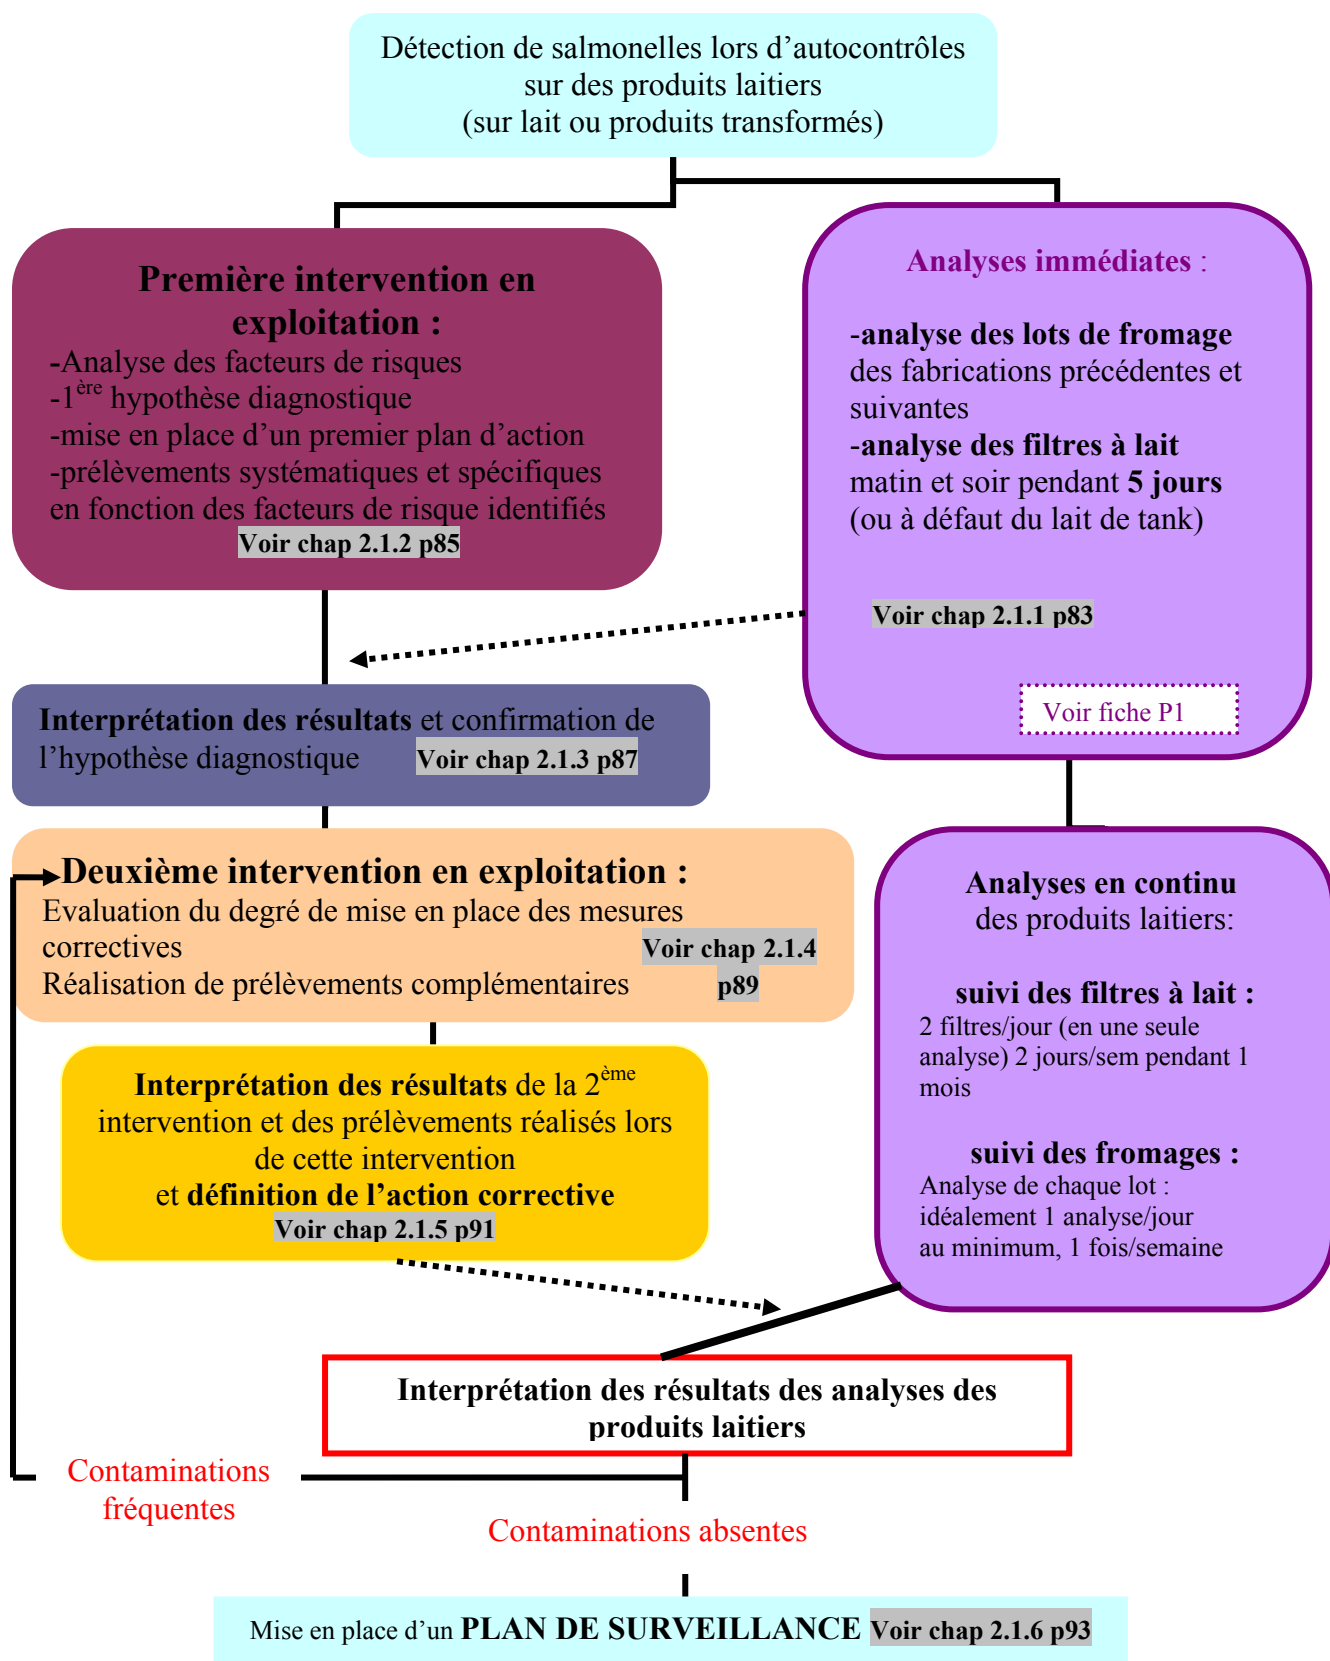 Détection de salmonelles lors d’autocontrôles
sur des produits laitiers
(sur lait ou produits transformés)
Première intervention en
exploitation :
-Analyse des facteurs de risques
-1ère hypothèse diagnostique
-mise en place d’un premier plan d’action
-prélèvements systématiques et spécifiques
en fonction des facteurs de risque identifiés
Voir chap 2.1.2 p85
Analyses immédiates :
-analyse des lots de fromage
des fabrications précédentes et
suivantes
-analyse des filtres à lait
matin et soir pendant 5 jours
(ou à défaut du lait de tank)
Voir chap 2.1.1 p83
Voir fiche P1
Interprétation des résultats et confirmation de
l’hypothèse diagnostique Voir chap 2.1.3 p87
Deuxième intervention en exploitation :
Evaluation du degré de mise en place des mesures
correctives Voir chap 2.1.4
Réalisation de prélèvements complémentaires p89
Analyses en continu
des produits laitiers:
suivi des filtres à lait :
2 filtres/jour (en une seule
analyse) 2 jours/sem pendant 1
mois
suivi des fromages :
Analyse de chaque lot :
idéalement 1 analyse/jour
au minimum, 1 fois/semaine
Interprétation des résultats de la 2ème
intervention et des prélèvements réalisés lors
de cette intervention
et définition de l’action corrective
Voir chap 2.1.5 p91
Interprétation des résultats des analyses des
produits laitiers
Contaminations
fréquentes
Contaminations absentes
Mise en place d’un PLAN DE SURVEILLANCE Voir chap 2.1.6 p93